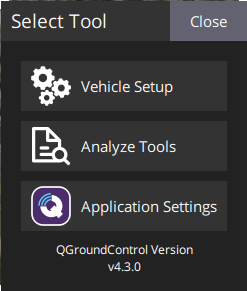 Select Tool Close
Vehicle Setup
Analyze Tools
Application Settings
QGroundControl Version
v4.3.0